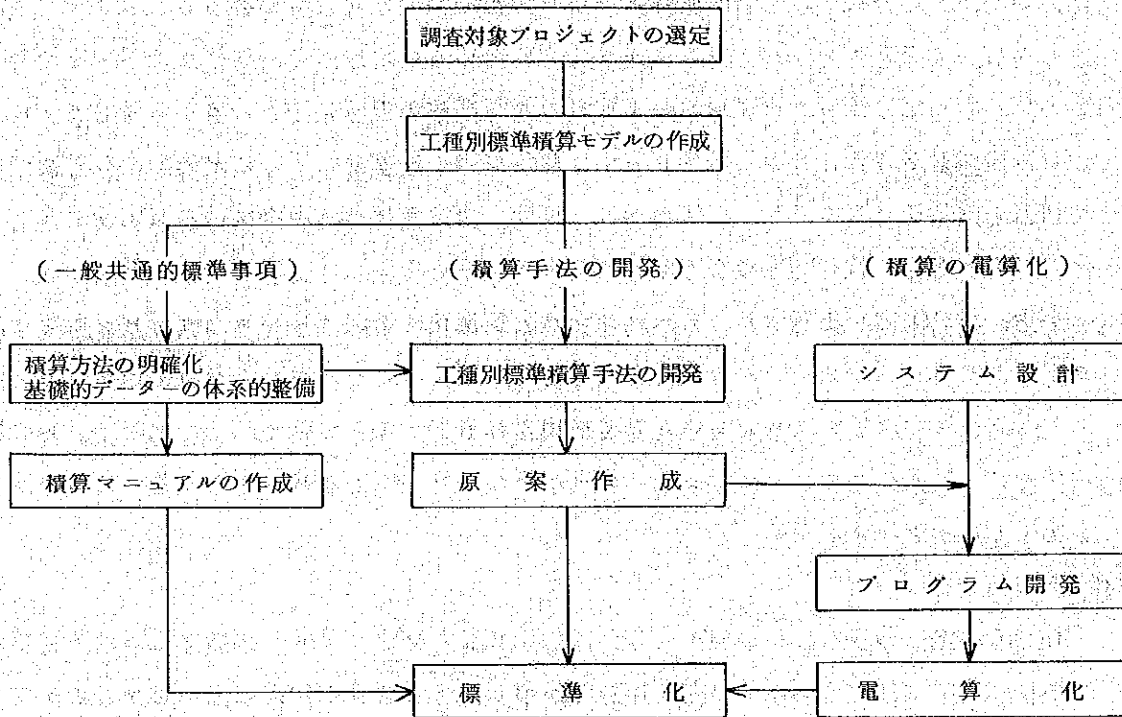 調査対象プロジェクトの選定
工種別標準積算モデルの作成
(一般共通的標準事項)
(積算手法の開発)
(積算の電算化)
積算方法の明確化
基礎的データーの体系的整備
工種別標準積算手法の開発
システム設計
積算マニュアルの作成
原案作成
プログラム開発
標準化
電算化